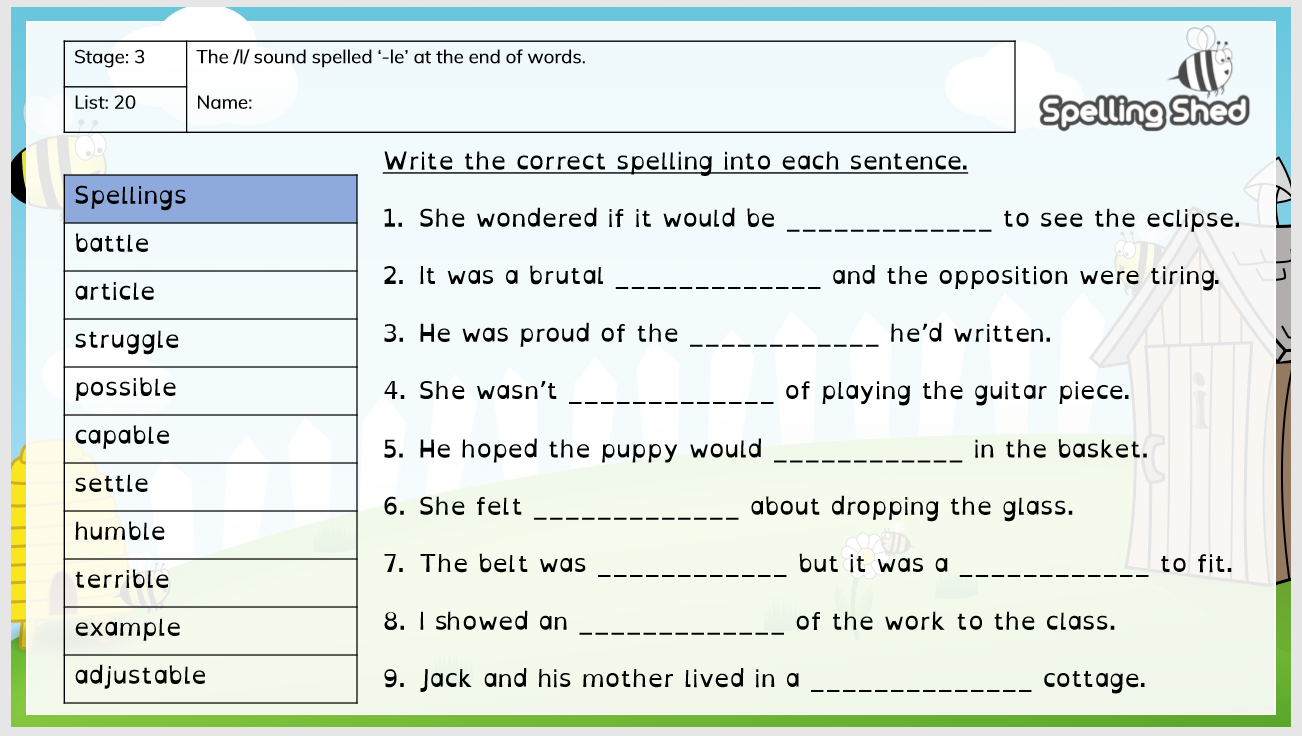 Stage: 3
The /l/ sound spelled ‘-le’ at the end of words.
List: 20
Name:
Spelling Shed
Spellings
battle
article
struggle
possible
capable
settle
humble
terrible
example
adjustable
Write the correct spelling into each sentence.
1. She wondered if it would be _____________ to see the eclipse.
2. It was a brutal _____________ and the opposition were tiring.
3. He was proud of the ____________ he’d written.
4. She wasn’t _____________ of playing the guitar piece.
5. He hoped the puppy would ____________ in the basket.
6. She felt _____________ about dropping the glass.
7. The belt was ____________ but it was a ____________ to fit.
8. I showed an _____________ of the work to the class.
9. Jack and his mother lived in a ______________ cottage.